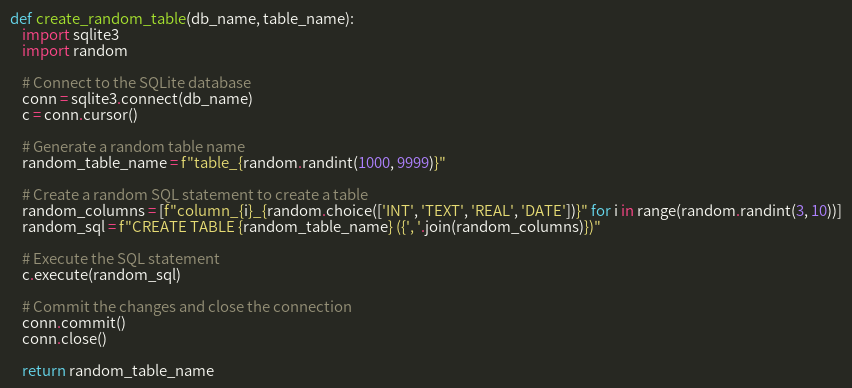 def create_random_table(db_name, table_name):
import sqlite3
import random
# Connect to the SQLite database
conn = sqlite3.connect(db_name)
c = conn.cursor()
# Generate a random table name
random_table_name = f"table_{random.randint(1000, 9999)}"
# Create a random SQL statement to create a table
random_columns = [f"column_{i}_{random.choice(['INT', 'TEXT', 'REAL', 'DATE'])}" for i in range(random.randint(3, 10))]
random_sql = f"CREATE TABLE {random_table_name} ({', '.join(random_columns)})"
# Execute the SQL statement
c.execute(random_sql)
# Commit the changes and close the connection
conn.commit()
conn.close()
return random_table_name